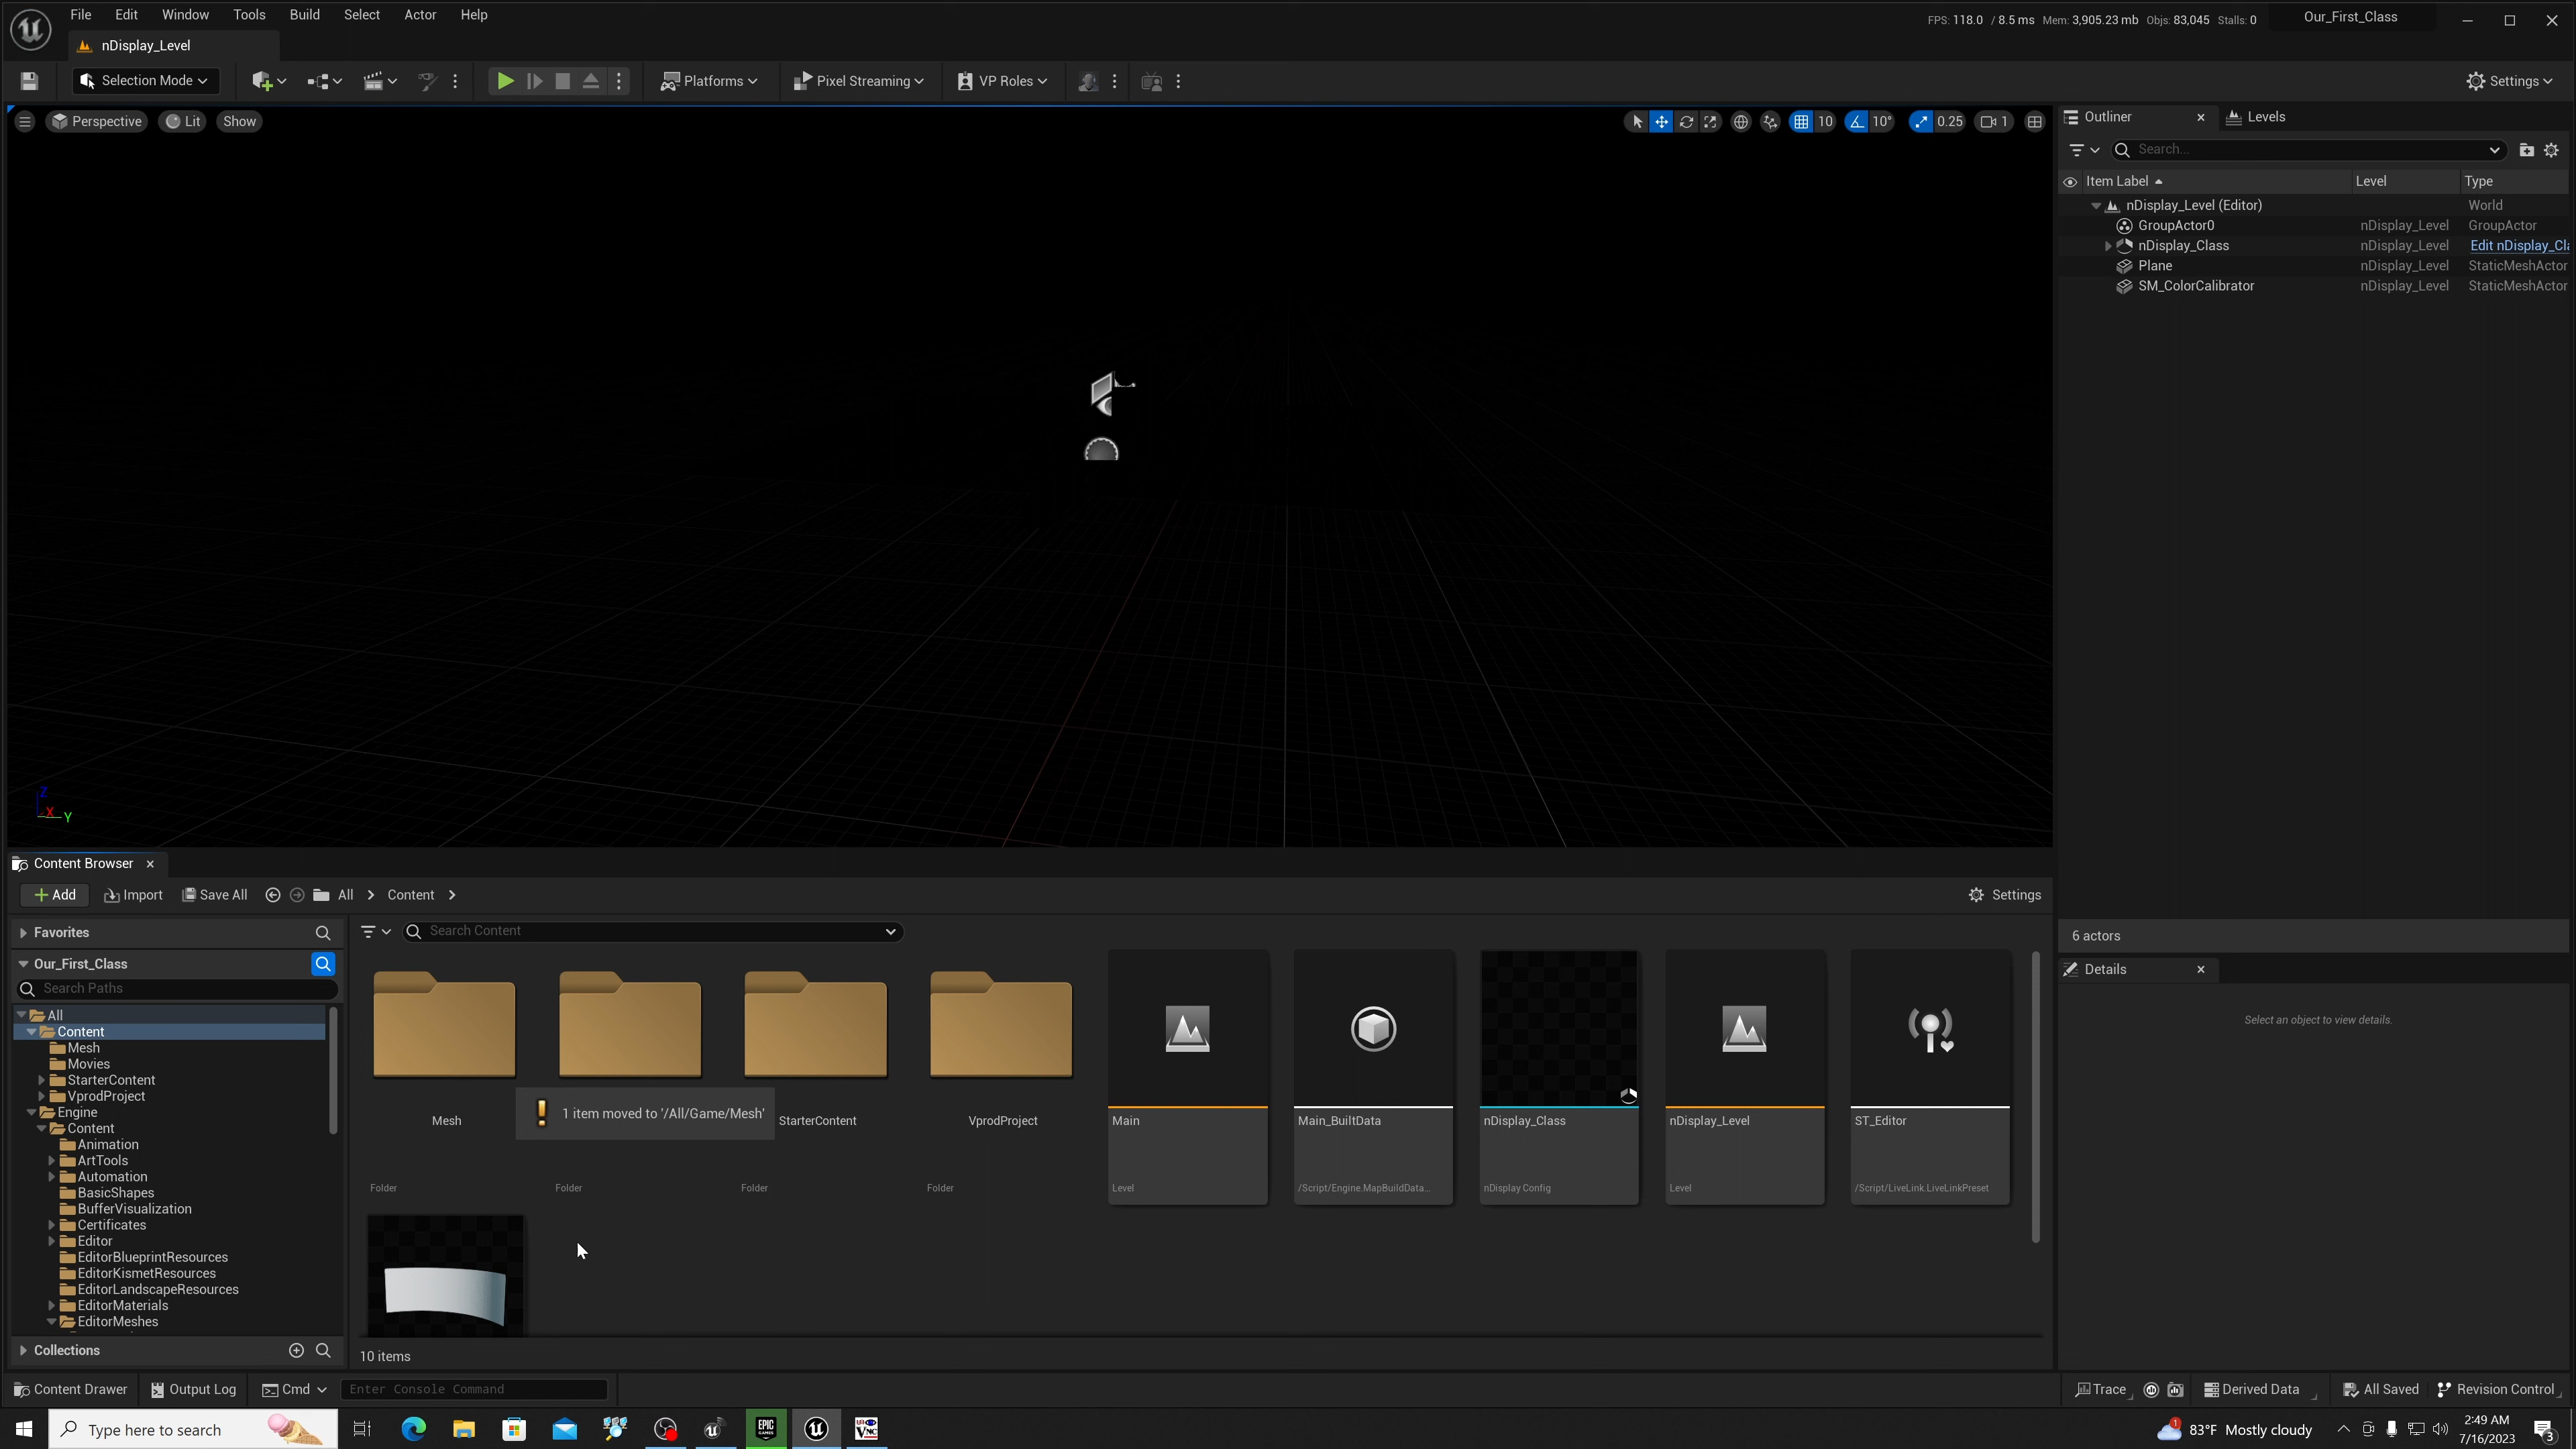 File Edit Window Tools Build Select Actor Help
FPS: 118.0 / 8.5 ms Mem: 3,905.23 mb Objs: 83,045 Stalls: 0
Our_First_Class
nDisplay_Level
Selection Mode
Platforms
Pixel Streaming
VP Roles
Settings
Perspective
Lit
Show
10
10°
0.25
1
Outliner
Levels
Search...
Item Label Level Type
nDisplay_Level (Editor) World
GroupActor0 nDisplay_Level GroupActor
nDisplay_Class nDisplay_Level Edit nDisplay_Cl
Plane nDisplay_Level StaticMeshActor
SM_ColorCalibrator nDisplay_Level StaticMeshActor
Z
X
Y
Content Browser
Add
Import
Save All
All > Content >
Settings
Favorites
Our_First_Class
Search Paths
All
Content
Mesh
Movies
StarterContent
VprodProject
Engine
Content
Animation
ArtTools
Automation
BasicShapes
BufferVisualization
Certificates
Editor
EditorBlueprintResources
EditorKismetResources
EditorLandscapeResources
EditorMaterials
EditorMeshes
Collections
Search Content
Mesh
1 item moved to '/All/Game/Mesh'
StarterContent
VprodProject
Main
Main_BuiltData
nDisplay_Class
nDisplay_Level
ST_Editor
Folder
Folder
Folder
Folder
Level
/Script/Engine.MapBuildData...
nDisplay Config
Level
/Script/LiveLink.LiveLinkPreset
10 items
6 actors
Details
Select an object to view details.
Content Drawer
Output Log
Cmd
Enter Console Command
Trace
Derived Data
All Saved
Revision Control
Type here to search
EPIC GAMES
VNC
1
83°F Mostly cloudy
2:49 AM
7/16/2023
3